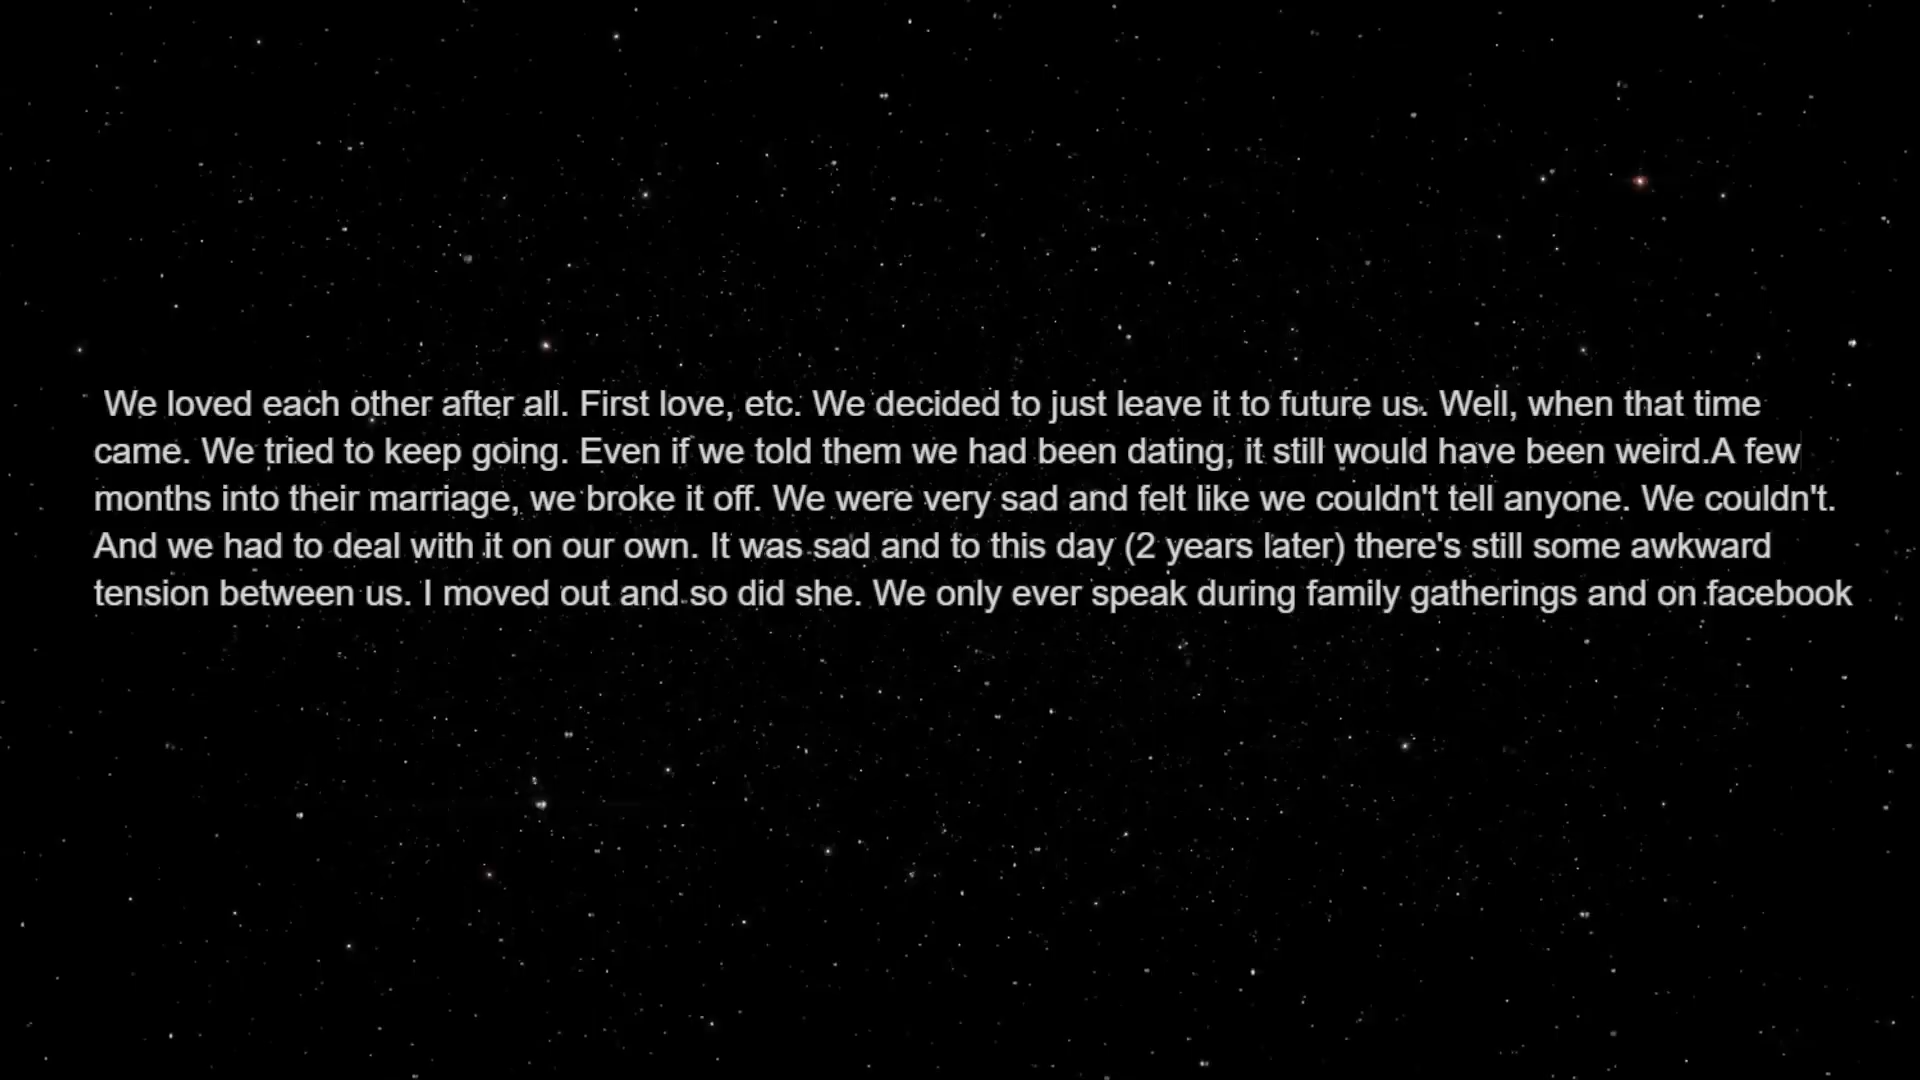 We loved each other after all. First love, etc. We decided to just leave it to future us. Well, when that time
came. We tried to keep going. Even if we told them we had been dating, it still would have been weird.A few
months into their marriage, we broke it off. We were very sad and felt like we couldn't tell anyone. We couldn't.
And we had to deal with it on our own. It was sad and to this day (2 years later) there's still some awkward
tension between us. I moved out and so did she. We only ever speak during family gatherings and on facebook